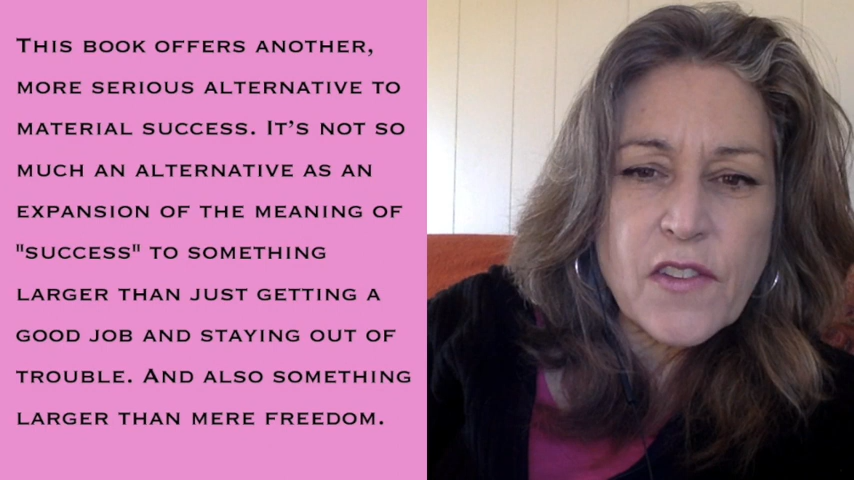 This book offers another,
more serious alternative to
material success. It’s not so
much an alternative as an
expansion of the meaning of
"success" to something
larger than just getting a
good job and staying out of
trouble. And also something
larger than mere freedom.